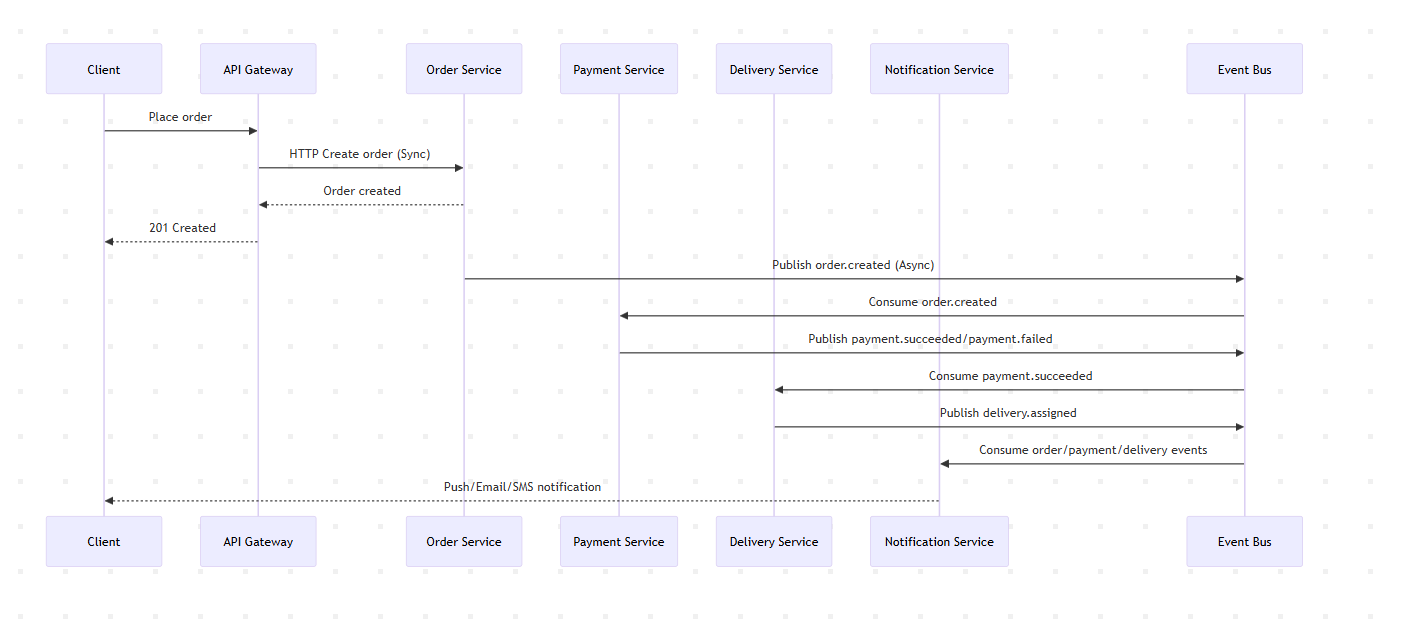 Client
API Gateway
Order Service
Payment Service
Delivery Service
Notification Service
Event Bus
Place order
HTTP Create order (Sync)
Order created
201 Created
Publish order.created (Async)
Consume order.created
Publish payment.succeeded/payment.failed
Consume payment.succeeded
Publish delivery.assigned
Consume order/payment/delivery events
Push/Email/SMS notification
Client
API Gateway
Order Service
Payment Service
Delivery Service
Notification Service
Event Bus